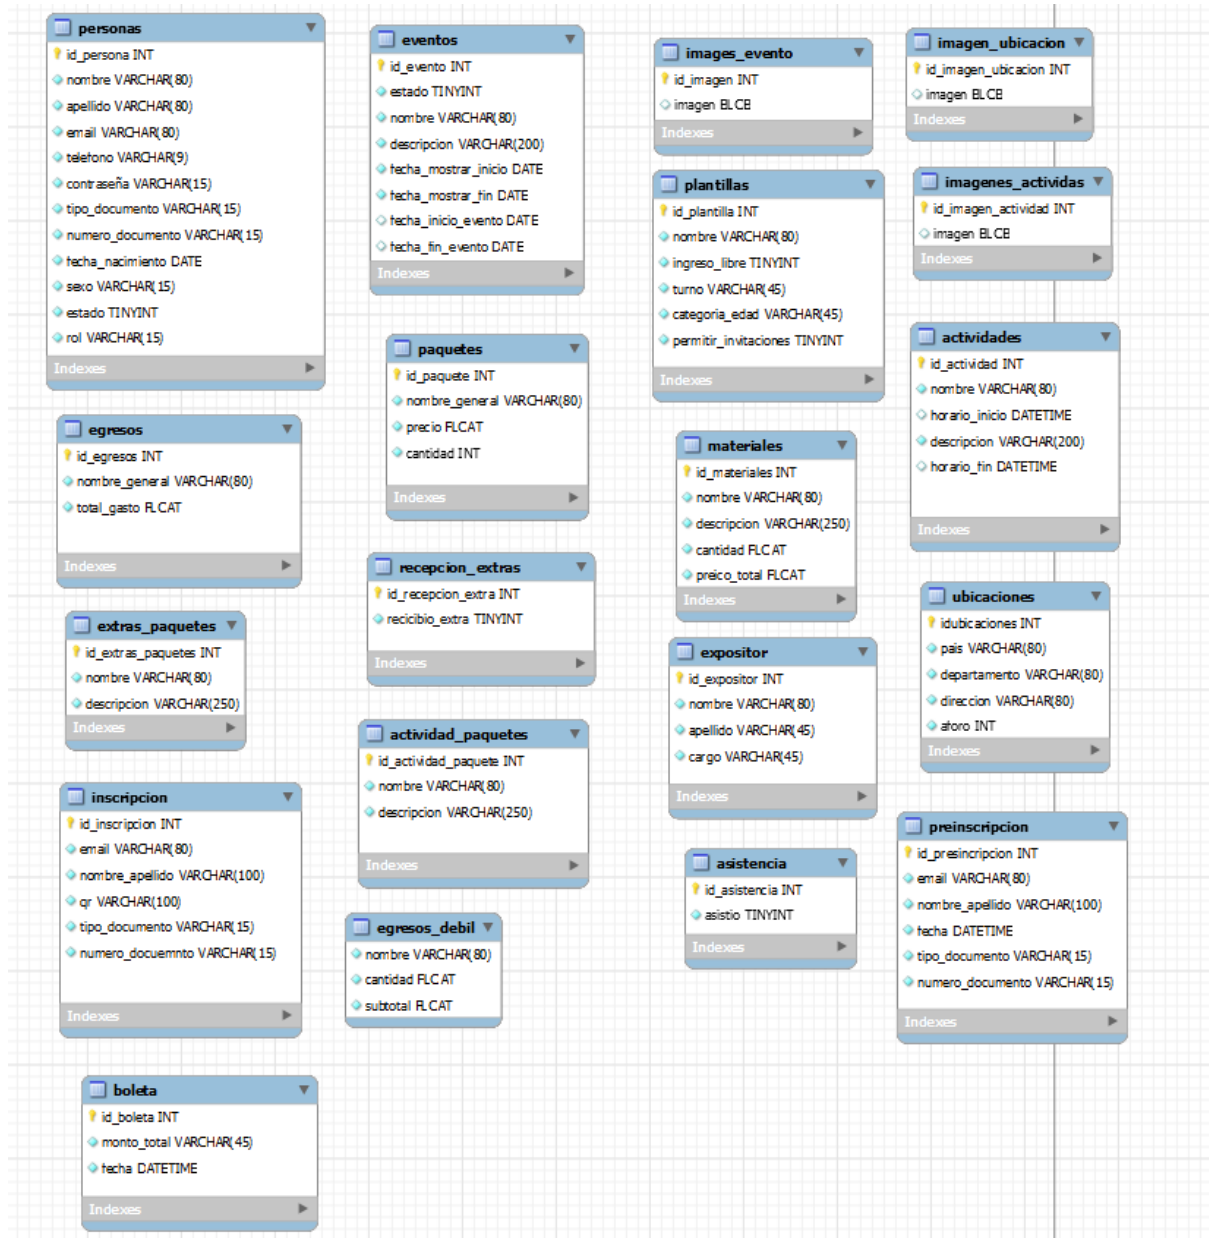 personas
id_persona INT
nombre VARCHAR(80)
apellido VARCHAR(80)
email VARCHAR(80)
telefono VARCHAR(9)
contraseña VARCHAR(15)
tipo_documento VARCHAR(15)
numero_documento VARCHAR(15)
fecha_nacimiento DATE
sexo VARCHAR(15)
estado TINYINT
rol VARCHAR(15)
Indexes
egresos
id_egresos INT
nombre_general VARCHAR(80)
total_gasto FLOAT
Indexes
extras_paquetes
id_extras_paquetes INT
nombre VARCHAR(80)
descripcion VARCHAR(250)
Indexes
inscripcion
id_inscripcion INT
email VARCHAR(80)
nombre_apellido VARCHAR(100)
qr VARCHAR(100)
tipo_documento VARCHAR(15)
numero_docuemnto VARCHAR(15)
Indexes
boleta
id_boleta INT
monto_total VARCHAR(45)
fecha DATETIME
Indexes
eventos
id_evento INT
estado TINYINT
nombre VARCHAR(80)
descripcion VARCHAR(200)
fecha_mostrar_inicio DATE
fecha_mostrar_fin DATE
fecha_inicio_evento DATE
fecha_fin_evento DATE
Indexes
paquetes
id_paquete INT
nombre_general VARCHAR(80)
precio FLOAT
cantidad INT
Indexes
recepcion_extras
id_recepcion_extra INT
recicibio_extra TINYINT
Indexes
actividad_paquetes
id_actividad_paquete INT
nombre VARCHAR(80)
descripcion VARCHAR(250)
Indexes
egresos_debil
nombre VARCHAR(80)
cantidad FLOAT
subtotal FLOAT
images_evento
id_imagen INT
imagen BLOB
Indexes
plantillas
id_plantilla INT
nombre VARCHAR(80)
ingreso_libre TINYINT
turno VARCHAR(45)
categoria_edad VARCHAR(45)
permitir_invitaciones TINYINT
Indexes
materiales
id_materiales INT
nombre VARCHAR(80)
descripcion VARCHAR(250)
cantidad FLOAT
preico_total FLOAT
Indexes
expositor
id_expositor INT
nombre VARCHAR(80)
apellido VARCHAR(45)
cargo VARCHAR(45)
Indexes
asistencia
id_asistencia INT
asistio TINYINT
Indexes
imagen_ubicacion
id_imagen_ubicacion INT
imagen BLOB
Indexes
imagenes_actividas
id_imagen_actividad INT
imagen BLOB
Indexes
actividades
id_actividad INT
nombre VARCHAR(80)
horario_inicio DATETIME
descripcion VARCHAR(200)
horario_fin DATETIME
Indexes
ubicaciones
idubicaciones INT
pais VARCHAR(80)
departamento VARCHAR(80)
direccion VARCHAR(80)
aforo INT
Indexes
preinscripcion
id_presincripcion INT
email VARCHAR(80)
nombre_apellido VARCHAR(100)
fecha DATETIME
tipo_documento VARCHAR(15)
numero_documento VARCHAR(15)
Indexes